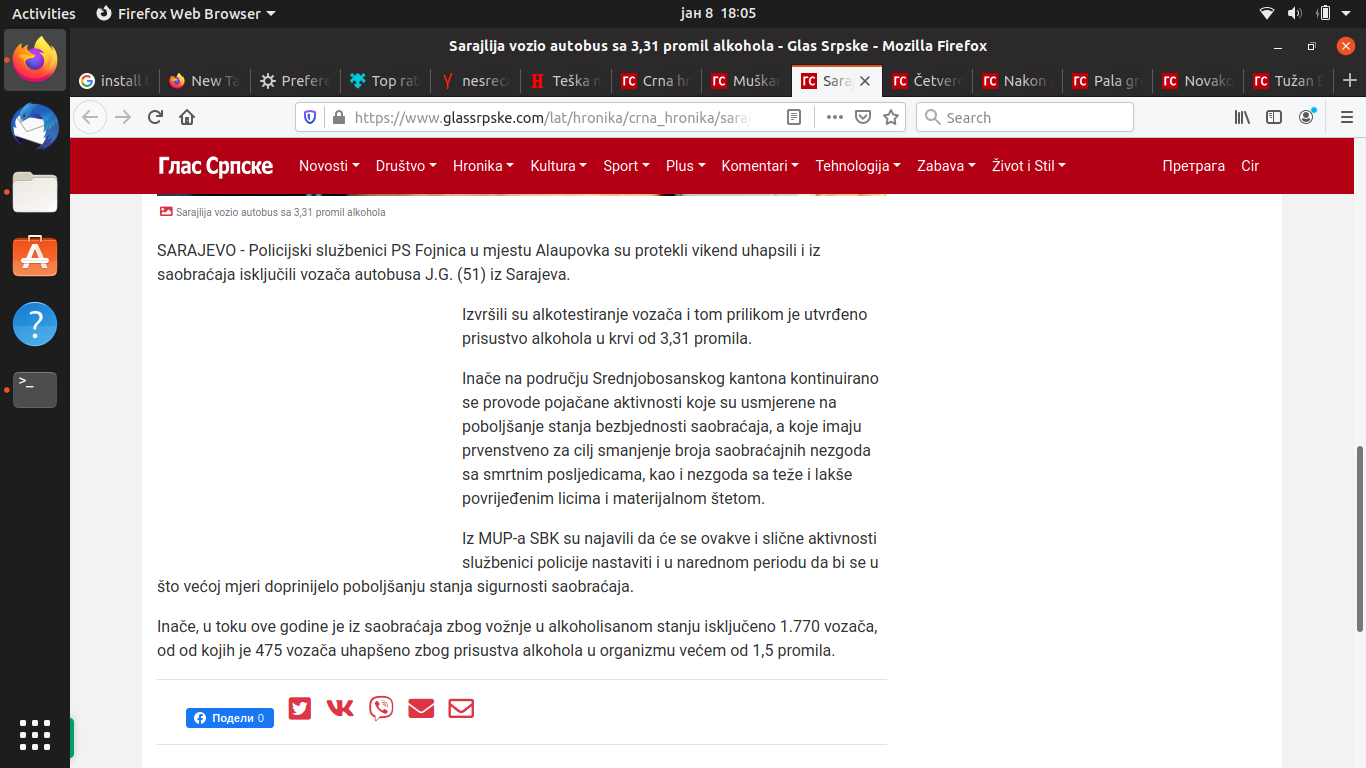 Activities
Firefox Web Browser
јан 8 18:05
Sarajlija vozio autobus sa 3,31 promil alkohola - Glas Srpske - Mozilla Firefox
install
New Ta
Prefere
Top rat
nesreca
Teška n
Crna hr
Muškar
Saraj
Četvero
Nakon
Pala gr
Novako
Tužan B
https://www.glassrpske.com/lat/hronika/crna_hronika/saraj
Search
Глас Српске
Novosti
Društvo
Hronika
Kultura
Sport
Plus
Komentari
Tehnologija
Zabava
Život i Stil
Претрага
Cir
Sarajlija vozio autobus sa 3,31 promil alkohola
SARAJEVO - Policijski službenici PS Fojnica u mjestu Alaupovka su protekli vikend uhapsili i iz
saobraćaja isključili vozača autobusa J.G. (51) iz Sarajeva.
Izvršili su alkotestiranje vozača i tom prilikom je utvrđeno
prisustvo alkohola u krvi od 3,31 promila.
Inače na području Srednjobosanskog kantona kontinuirano
se provode pojačane aktivnosti koje su usmjerene na
poboljšanje stanja bezbjednosti saobraćaja, a koje imaju
prvenstveno za cilj smanjenje broja saobraćajnih nezgoda
sa smrtnim posljedicama, kao i nezgoda sa teže i lakše
povrijeđenim licima i materijalnom štetom.
Iz MUP-a SBK su najavili da će se ovakve i slične aktivnosti
službenici policije nastaviti i u narednom periodu da bi se u
što većoj mjeri doprinijelo poboljšanju stanja sigurnosti saobraćaja.
Inače, u toku ove godine je iz saobraćaja zbog vožnje u alkoholisanom stanju isključeno 1.770 vozača,
od od kojih je 475 vozača uhapšeno zbog prisustva alkohola u organizmu većem od 1,5 promila.
Подели 0